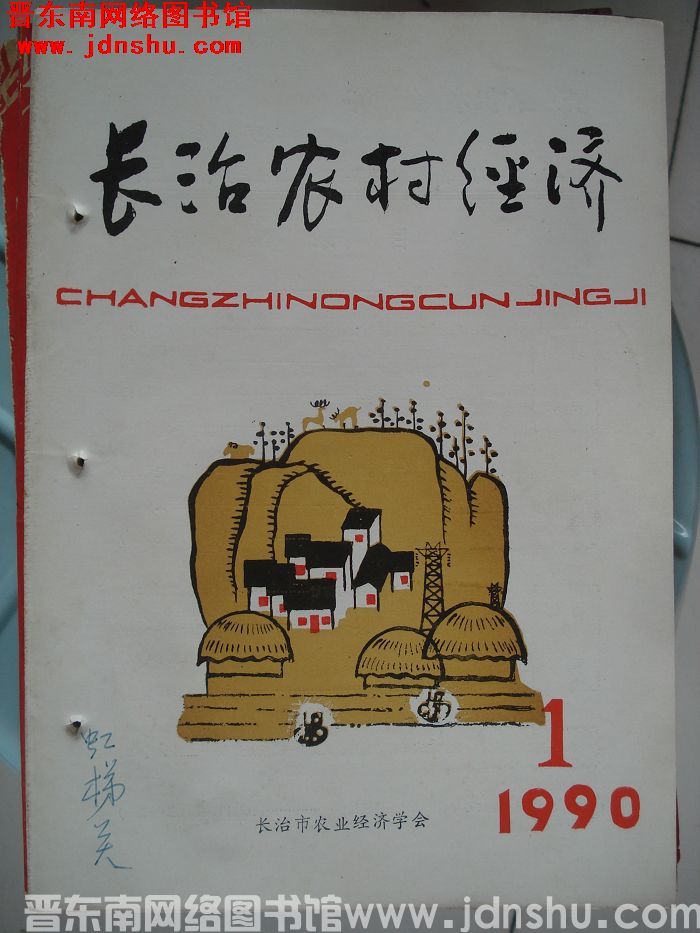 晋东南网络图书馆
www.jdnshu.com
长治农村經济
CHANGZHINONGCUNJINGJI
1
1990
虹梯关
长治市农业经济学会
晋东南网络图书馆www.jdnshu.com